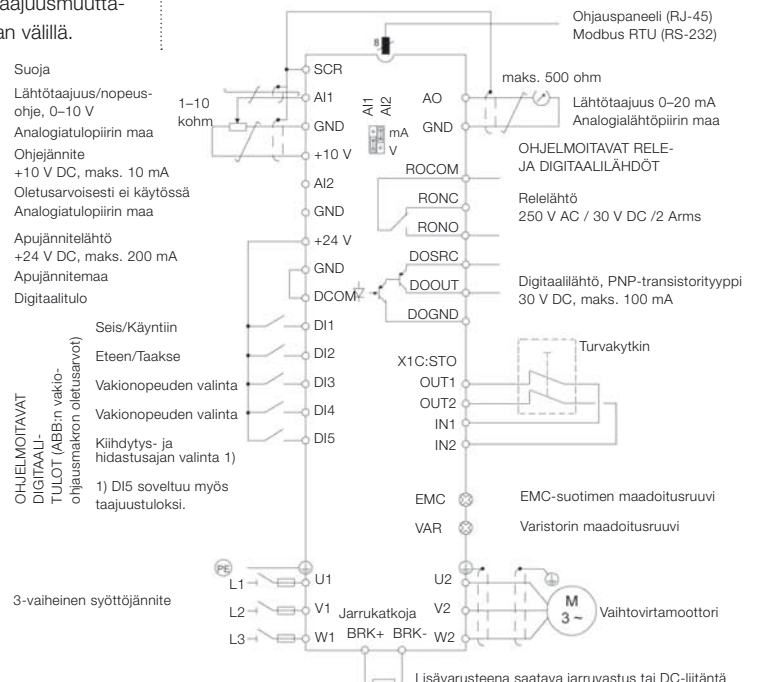 aajuusmuutta-
an välillä.
Ohjauspaneeli (RJ-45)
Modbus RTU (RS-232)
8
Suoja
Lähtötaajuus/nopeus-
ohje, 0–10 V
Analogiatulopiirin maa
Ohjejännite
+10 V DC, maks. 10 mA
Oletusarvoisesti ei käytössä
Analogiatulopiirin maa
Apujännitelähtö
+24 V DC, maks. 200 mA
Apujännitemaa
Digitaalitulo
1–10
kohm
SCR
AI1
GND
+10 V
AI2
GND
+24 V
GND
DCOM
DI1
DI2
DI3
DI4
DI5
AI1
AI2
mA
V
AO
GND
ROCOM
RONC
RONO
DOSRC
DOOUT
DOGND
X1C:STO
OUT1
OUT2
IN1
IN2
EMC
VAR
maks. 500 ohm
Lähtötaajuus 0–20 mA
Analogialähtöpiirin maa
OHJELMOITAVAT RELE-
JA DIGITAALILÄHDÖT
Relelähtö
250 V AC / 30 V DC /2 Arms
Digitaalilähtö, PNP-transistorityyppi
30 V DC, maks. 100 mA
Turvakytkin
EMC-suotimen maadoitusruuvi
Varistorin maadoitusruuvi
OHJELMOITAVAT
DIGITAALI-
TULOT (ABB:n vakio-
ohjausmakron oletusarvot)
Seis/Käyntiin
Eteen/Taakse
Vakionopeuden valinta
Vakionopeuden valinta
Kiihdytys- ja
hidastusajan valinta 1)
1) DI5 soveltuu myös
taajuustuloksi.
3-vaiheinen syöttöjännite
PE
L1
L2
L3
U1
V1
W1
Jarrukatkoja
BRK+ BRK-
U2
V2
W2
M
3 ~
Vaihtovirtamoottori
Lisävarusteena saatava jarruvastus tai DC-liitäntä